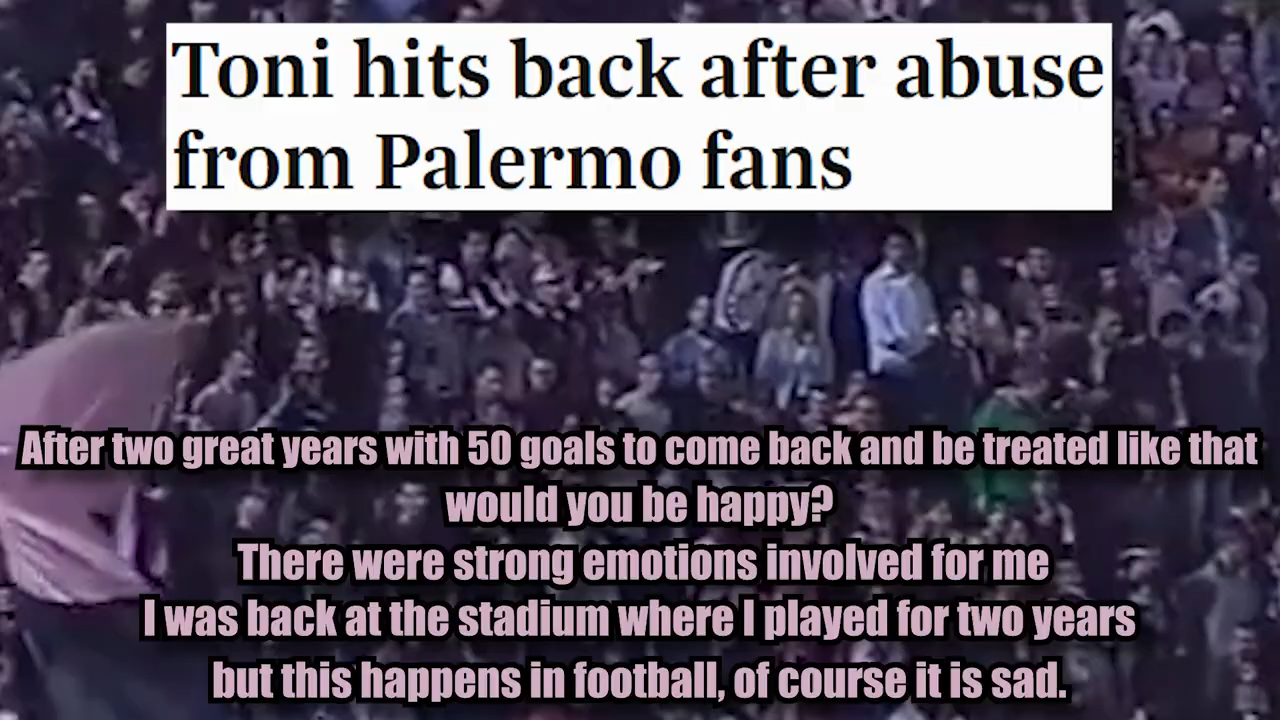 Toni hits back after abuse
from Palermo fans
After two great years with 50 goals to come back and be treated like that
would you be happy?
There were strong emotions involved for me
I was back at the stadium where I played for two years
but this happens in football, of course it is sad.